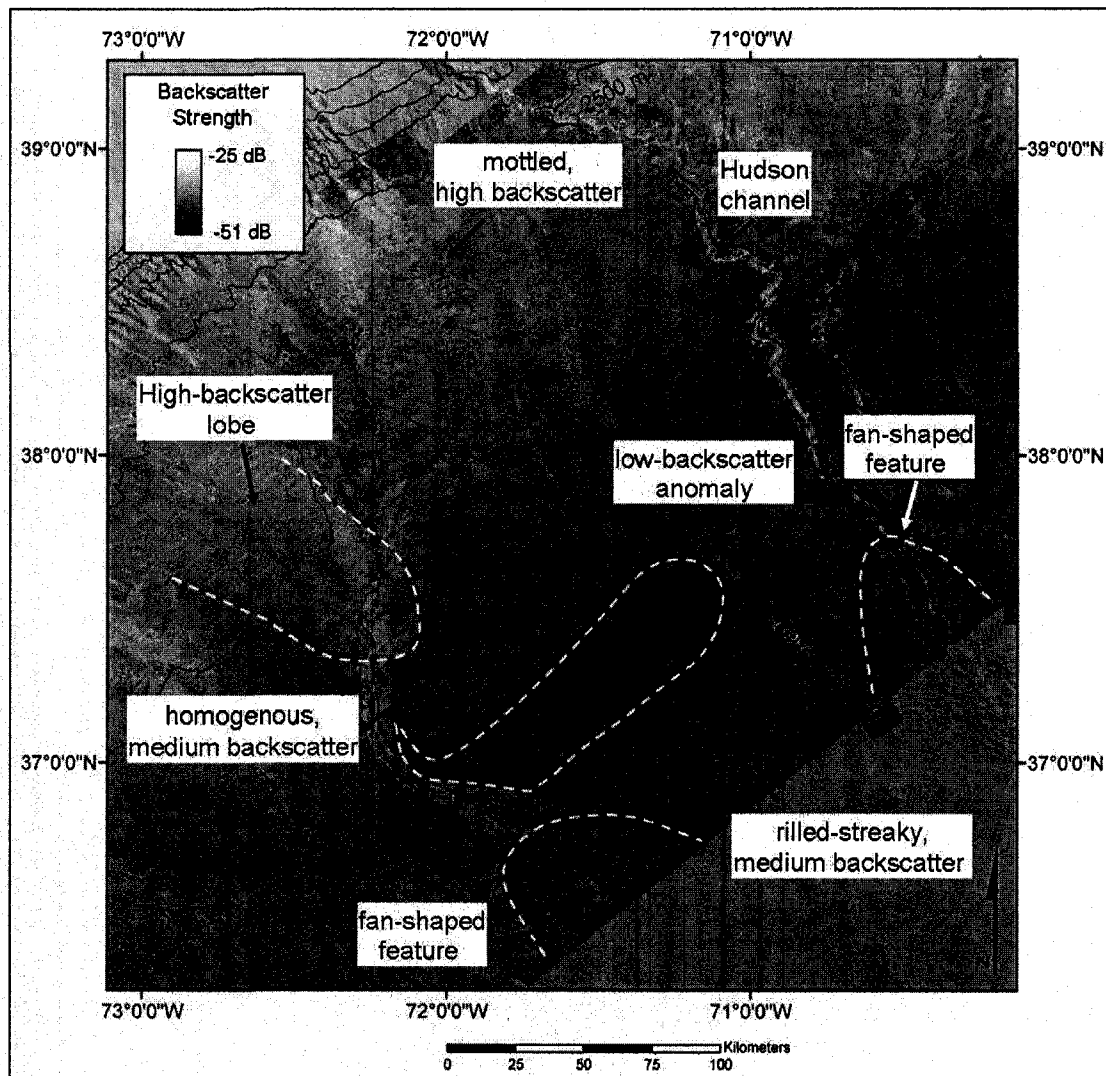 73°0'0"W
72°0'0"W
71°0'0"W
Backscatter
Strength
-25 dB
-51 dB
2500 m
39°0'0"N
39°0'0"N
mottled,
high backscatter
Hudson
channel
High-backscatter
lobe
38°0'0"N
38°0'0"N
low-backscatter
anomaly
fan-shaped
feature
homogenous,
medium backscatter
37°0'0"N
37°0'0"N
rilled-streaky,
medium backscatter
fan-shaped
feature
73°0'0"W
72°0'0"W
71°0'0"W
Kilometers
0 25 50 75 100